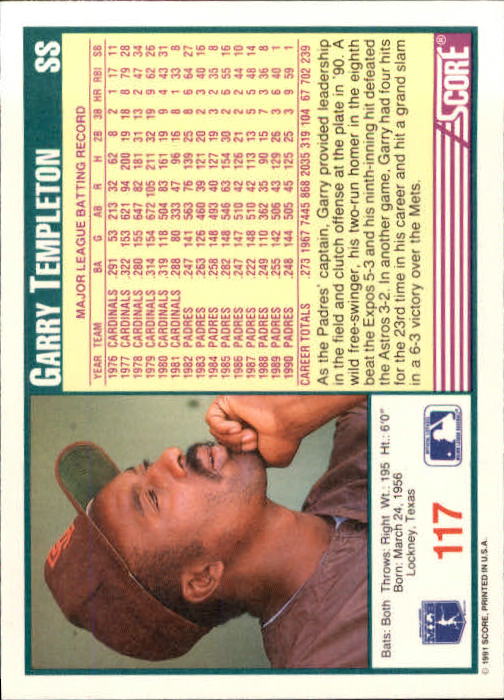 GARRY TEMPLETON SS
MAJOR LEAGUE BATTING RECORD
YEAR TEAM BA G AB R H 2B 3B HR RBI SB
1976 CARDINALS .291 53 213 32 62 8 2 1 17 11
1977 CARDINALS .322 153 621 94 200 19 18 8 79 28
1978 CARDINALS .280 155 647 82 181 31 13 2 47 34
1979 CARDINALS .314 154 672 105 211 32 19 9 62 26
1980 CARDINALS .319 118 504 83 161 19 9 4 43 31
1981 CARDINALS .288 80 333 47 96 16 8 1 33 8
1982 PADRES .247 141 563 76 139 25 8 6 64 27
1983 PADRES .263 126 460 39 121 20 2 3 40 16
1984 PADRES .258 148 493 40 127 19 3 2 35 8
1985 PADRES .282 148 546 63 154 30 2 6 55 16
1986 PADRES .247 147 510 42 126 21 2 2 44 10
1987 PADRES .222 148 510 42 113 13 5 5 48 14
1988 PADRES .249 110 362 35 90 15 7 3 36 8
1989 PADRES .255 142 506 43 129 26 3 6 40 1
1990 PADRES .248 144 505 45 125 25 3 9 59 1
CAREER TOTALS .273 1967 7445 868 2035 319 104 67 702 239
As the Padres' captain, Garry provided leadership
in the field and clutch offense at the plate in '90. A
wild free-swinger, his two-run homer in the eighth
beat the Expos 5-3 and his ninth-inning hit defeated
the Astros 3-2. In another game, Garry had four hits
for the 23rd time in his career and hit a grand slam
in a 6-3 victory over the Mets.
SCORE®
Bats: Both Throws: Right Wt.: 195 Ht.: 6'0"
Born: March 24, 1956
Lockney, Texas
117
© 1991 SCORE, PRINTED IN U.S.A.